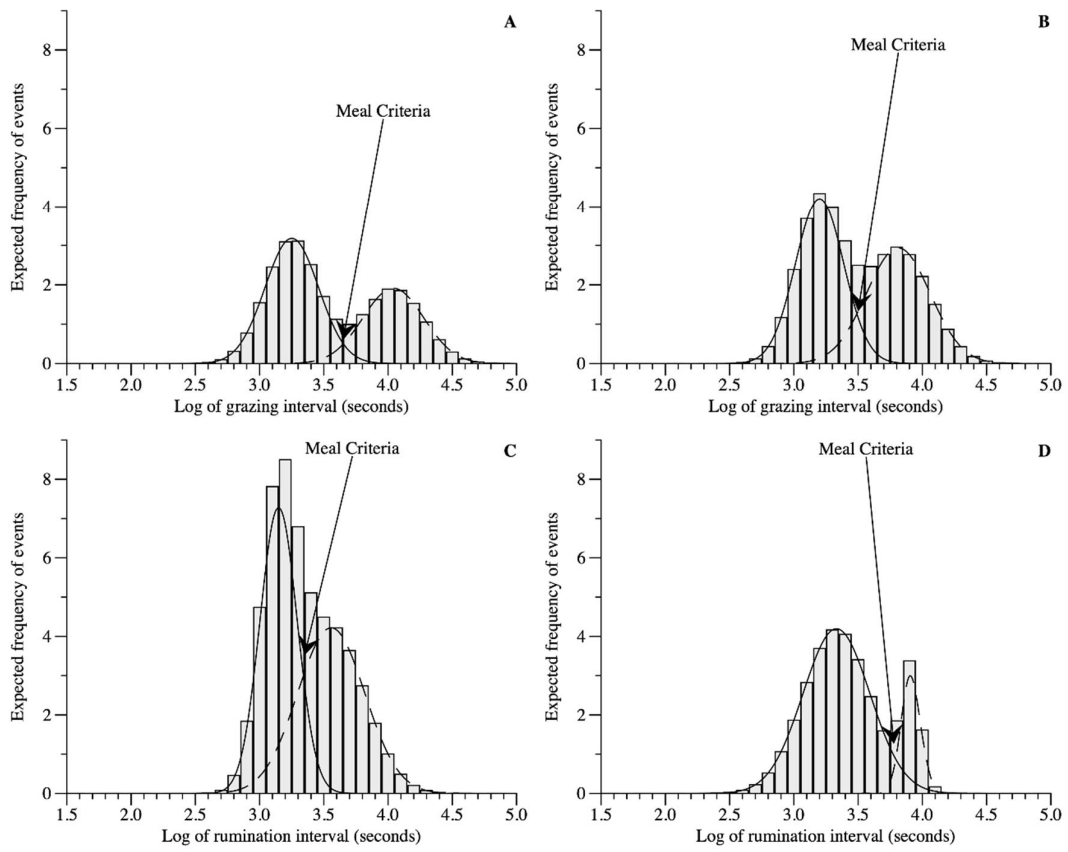 A
Meal Criteria
Expected frequency of events
8
6
4
2
0
1.5 2.0 2.5 3.0 3.5 4.0 4.5 5.0
Log of grazing interval (seconds)
B
Meal Criteria
Expected frequency of events
8
6
4
2
0
1.5 2.0 2.5 3.0 3.5 4.0 4.5 5.0
Log of grazing interval (seconds)
C
Meal Criteria
Expected frequency of events
8
6
4
2
0
1.5 2.0 2.5 3.0 3.5 4.0 4.5 5.0
Log of rumination interval (seconds)
D
Meal Criteria
Expected frequency of events
8
6
4
2
0
1.5 2.0 2.5 3.0 3.5 4.0 4.5 5.0
Log of rumination interval (seconds)